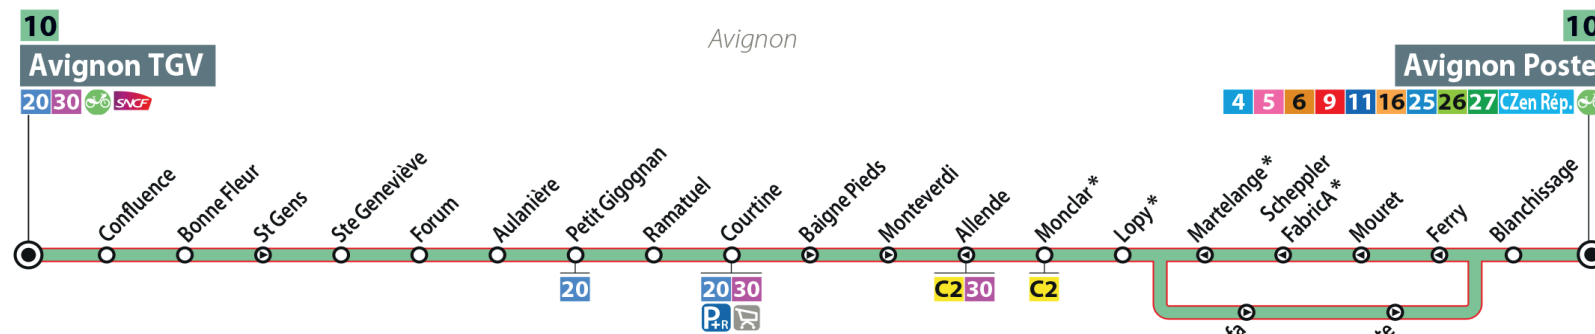 10
Avignon TGV
20 30 SNCF
Avignon
10
Avignon Poste
4 5 6 9 11 16 25 26 27 CZen Rép.
Confluence
Bonne Fleur
St Gens
Ste Geneviève
Forum
Aulanière
Petit Gigognan
Ramatuel
Courtine
Baigne Pieds
Monteverdi
Allende
Monclar*
Lopy*
Martelange*
Scheppler
FabricA*
Mouret
Ferry
Blanchissage
20
20 30
P+R
C2 30
C2